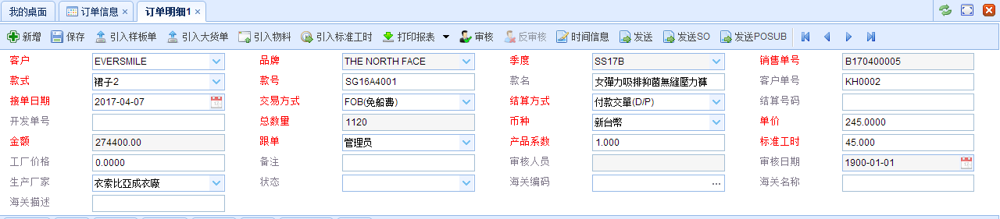 我的桌面 订单信息 × 订单明细1 ×
新增 保存 引入样板单 引入大货单 引入物料 引入标准工时 打印报表 审核 反审核 时间信息 发送 发送SO 发送POSUB
客户 EVERSMILE 品牌 THE NORTH FACE 季度 SS17B 销售单号 B170400005
款式 裙子2 款号 SG16A4001 款名 女彈力吸排抑菌無縫壓力褲 客户单号 KH0002
接单日期 2017-04-07 交易方式 FOB(免船番) 结算方式 付款交單(D/P) 结算号码
开发单号 总数量 1120 币种 新台幣 单价 245.0000
金额 274400.00 跟单 管理员 产品系数 1.000 标准工时 45.000
工厂价格 0.0000 备注 审核人员 审核日期 1900-01-01
生产厂家 衣索比亞成衣廠 状态 海关编码 ... 海关名称
海关描述